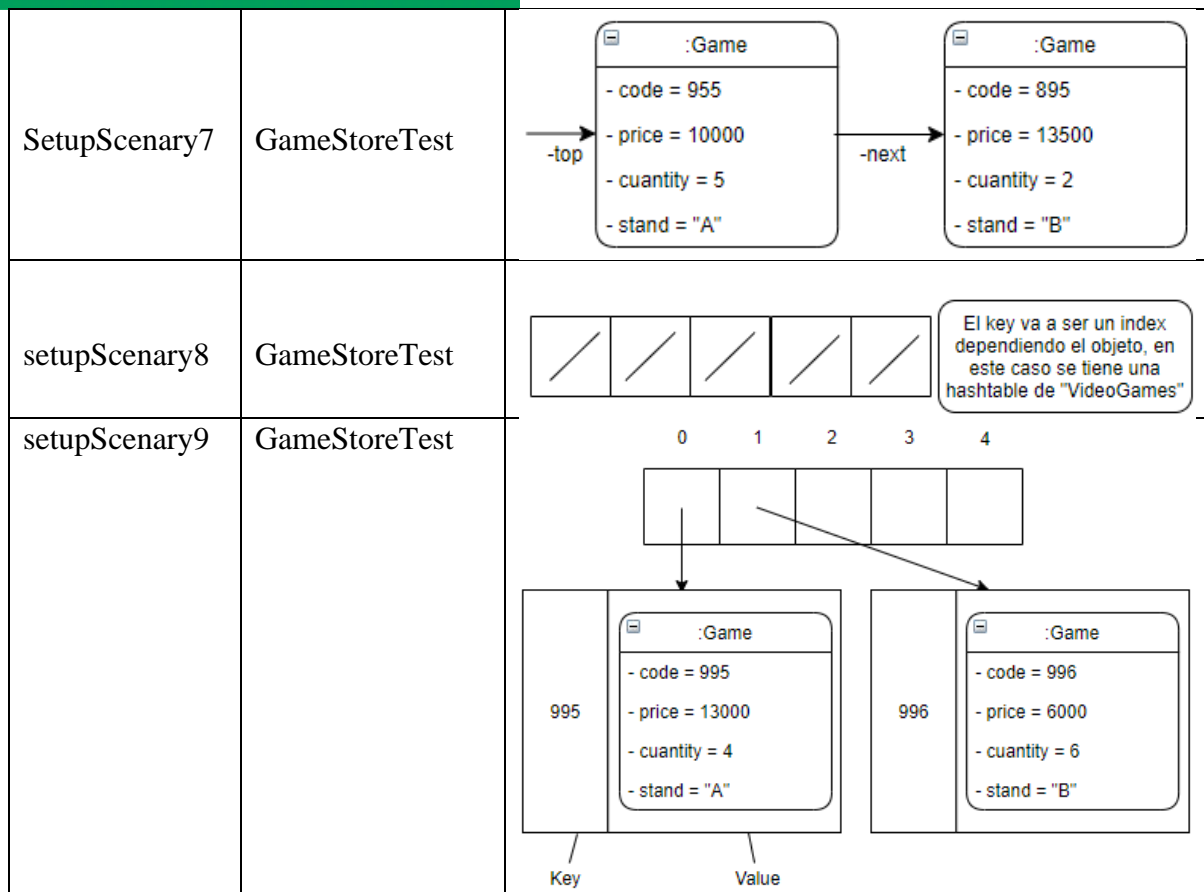 SetupScenary7
GameStoreTest
:Game
- code = 955
- price = 10000
- cuantity = 5
- stand = "A"
-top
-next
:Game
- code = 895
- price = 13500
- cuantity = 2
- stand = "B"
setupScenary8
GameStoreTest
El key va a ser un index
dependiendo el objeto, en
este caso se tiene una
hashtable de "VideoGames"
setupScenary9
GameStoreTest
0 1 2 3 4
995
:Game
- code = 995
- price = 13000
- cuantity = 4
- stand = "A"
996
:Game
- code = 996
- price = 6000
- cuantity = 6
- stand = "B"
Key
Value